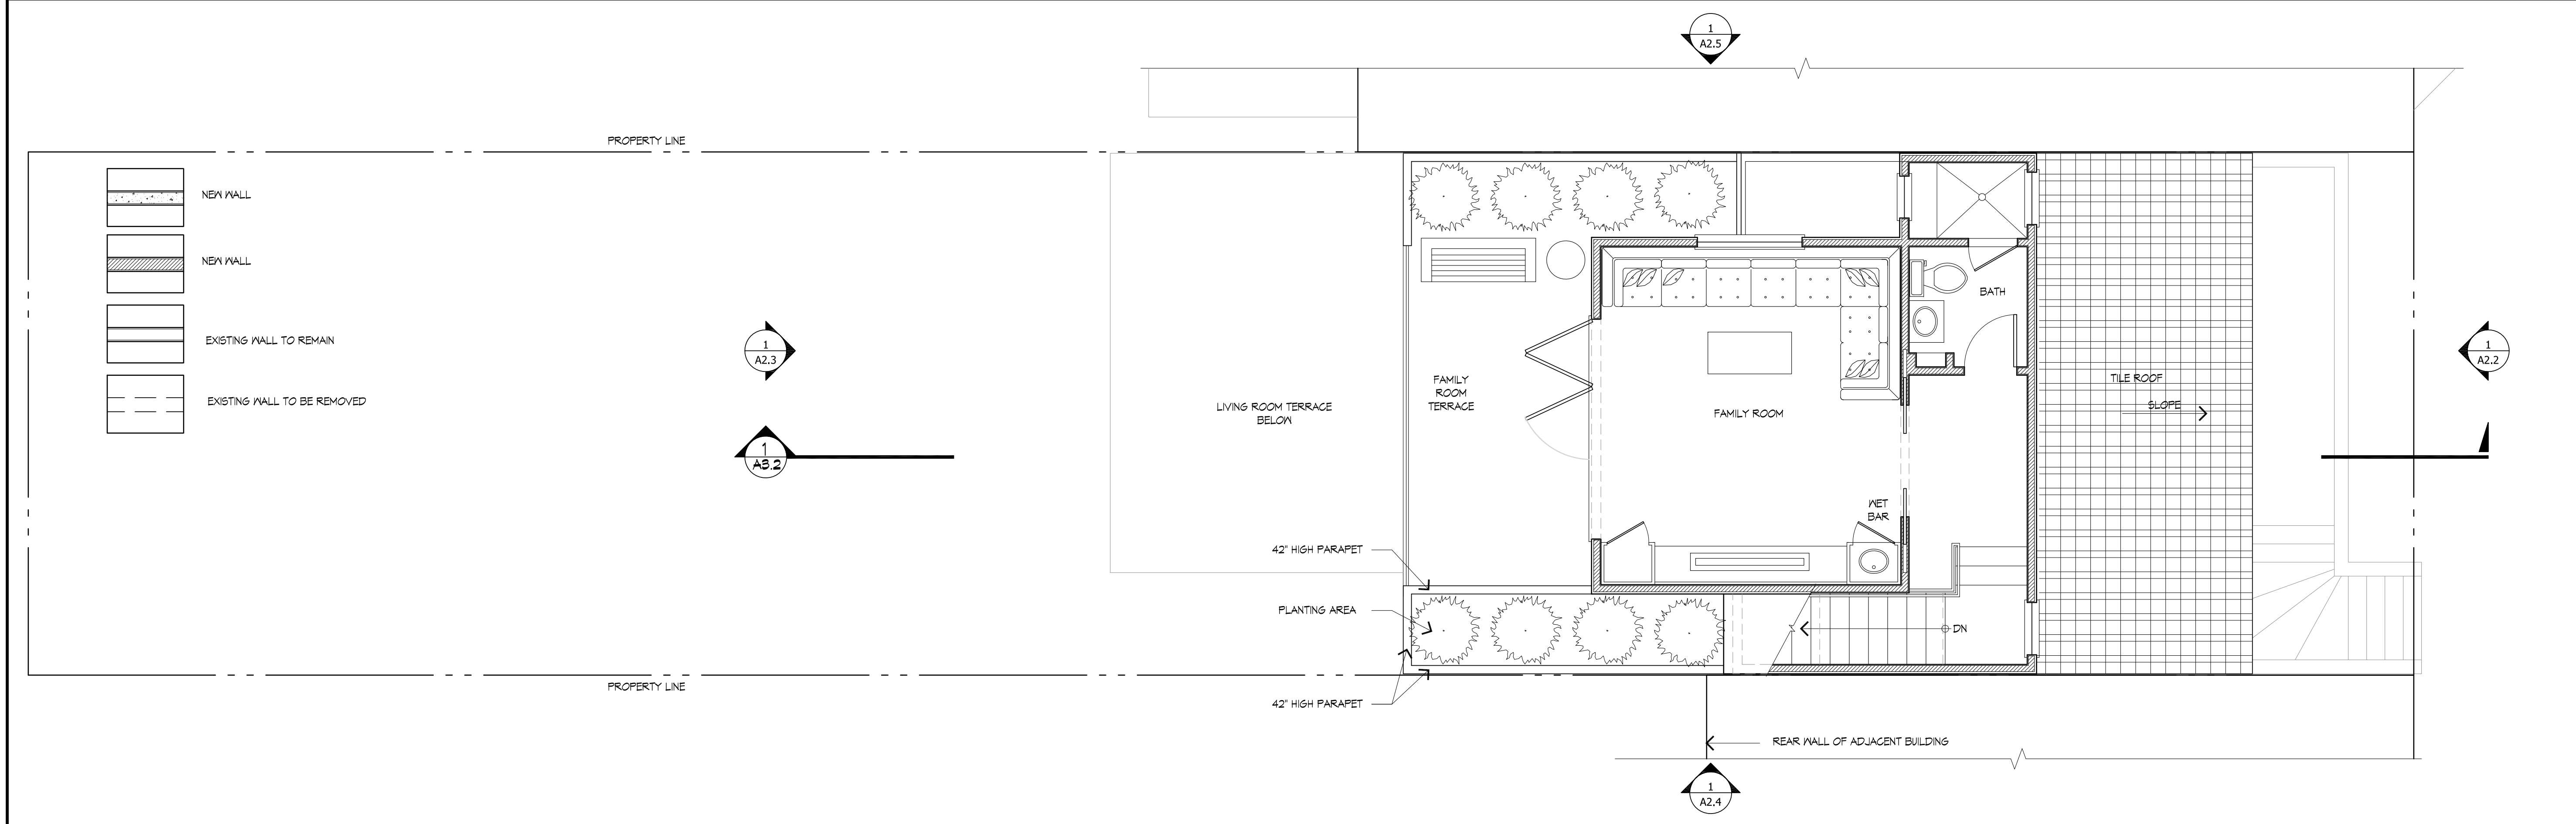 1
A2.5
PROPERTY LINE
NEW WALL
NEW WALL
EXISTING WALL TO REMAIN
EXISTING WALL TO BE REMOVED
1
A2.3
1
A3.2
LIVING ROOM TERRACE
BELOW
FAMILY
ROOM
TERRACE
FAMILY ROOM
BATH
WET
BAR
TILE ROOF
SLOPE
1
A2.2
42" HIGH PARAPET
PLANTING AREA
DN
42" HIGH PARAPET
PROPERTY LINE
REAR WALL OF ADJACENT BUILDING
1
A2.4